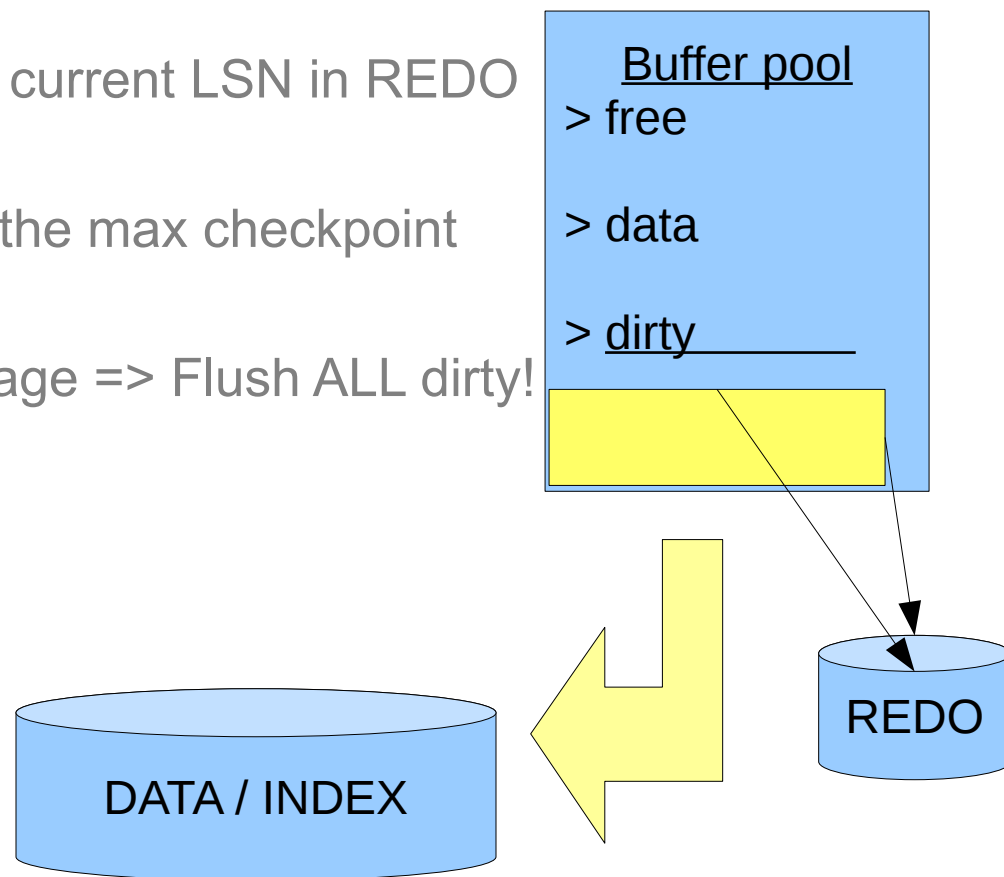 current LSN in REDO
the max checkpoint
age => Flush ALL dirty!
Buffer pool
> free
> data
> dirty
REDO
DATA / INDEX